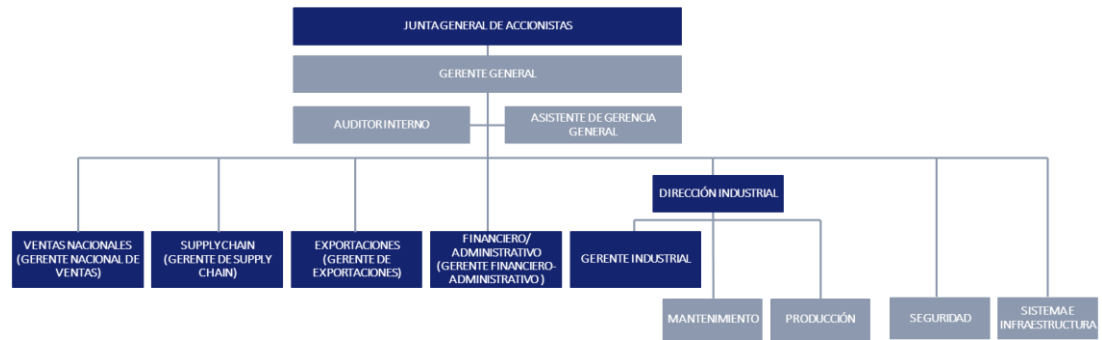 JUNTA GENERAL DE ACCIONISTAS
GERENTE GENERAL
AUDITOR INTERNO
ASISTENTE DE GERENCIA
GENERAL
DIRECCIÓN INDUSTRIAL
VENTAS NACIONALES
(GERENTE NACIONAL DE
VENTAS)
SUPPLY CHAIN
(GERENTE DE SUPPLY
CHAIN)
EXPORTACIONES
(GERENTE DE
EXPORTACIONES)
FINANCIERO/
ADMINISTRATIVO
(GERENTE FINANCIERO-
ADMINISTRATIVO )
GERENTE INDUSTRIAL
MANTENIMIENTO
PRODUCCIÓN
SEGURIDAD
SISTEMA E
INFRAESTRUCTURA